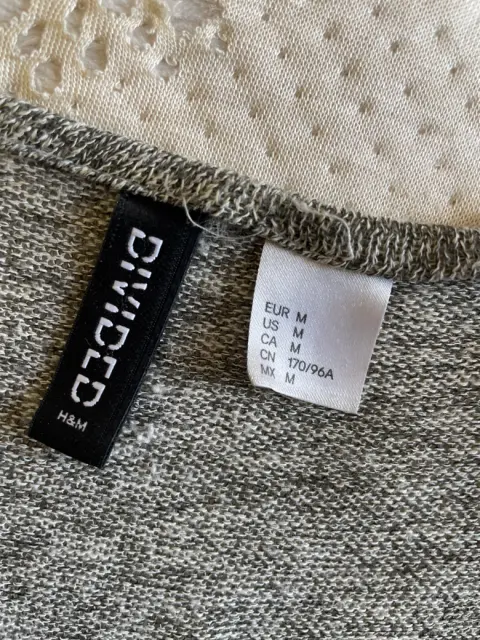 DIVIDED
H&M
EUR M
US M
CA M
CN 170/96A
MX M